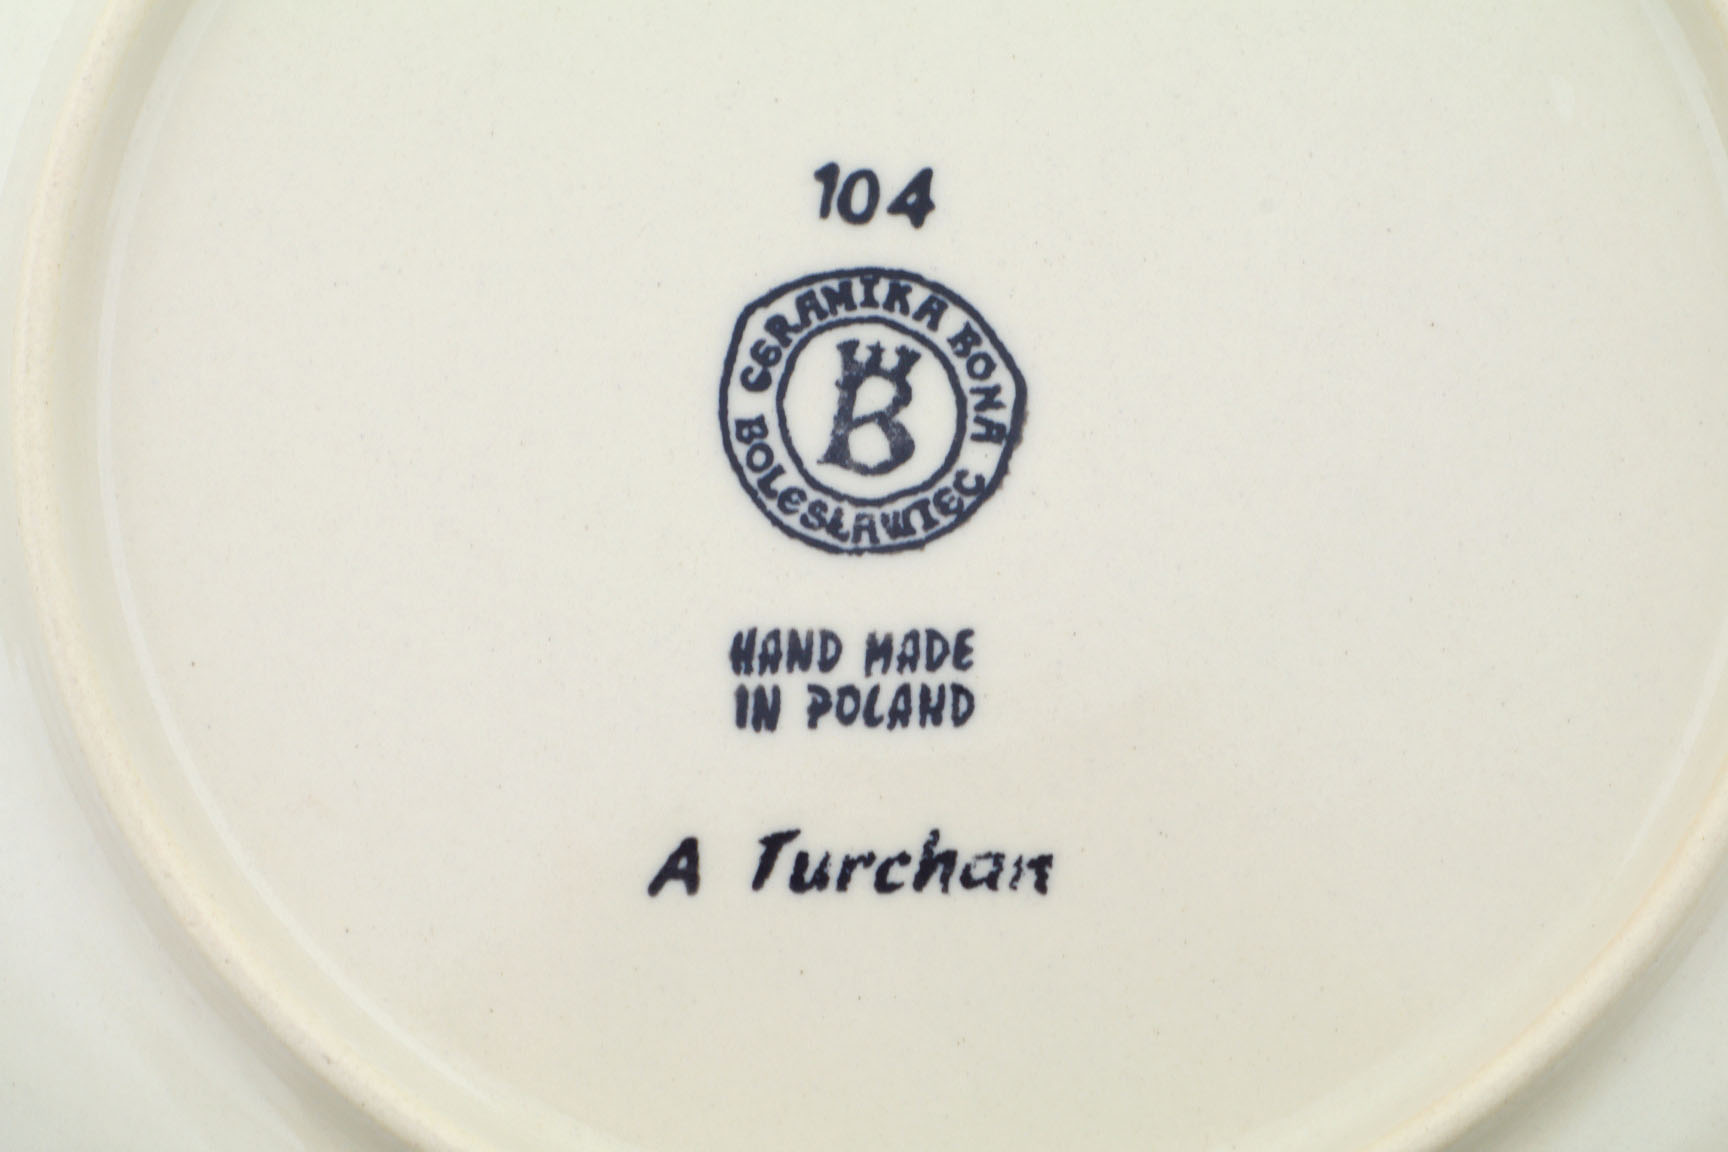 104
CERAMIKA BONA
B
BOLESŁAWIEC
HAND MADE
IN POLAND
A Turchan